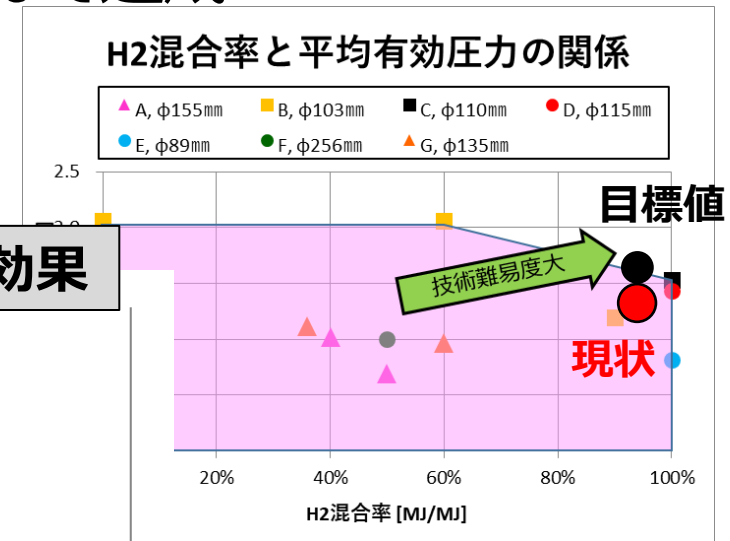 H2混合率と平均有効圧力の関係
A, φ155㎜
B, φ103㎜
C, φ110㎜
D, φ115㎜
E, φ89㎜
F, φ256㎜
G, φ135㎜
2.5
目標値
効果
技術難易度大
現状
20%
40%
60%
80%
100%
H2混合率 [MJ/MJ]